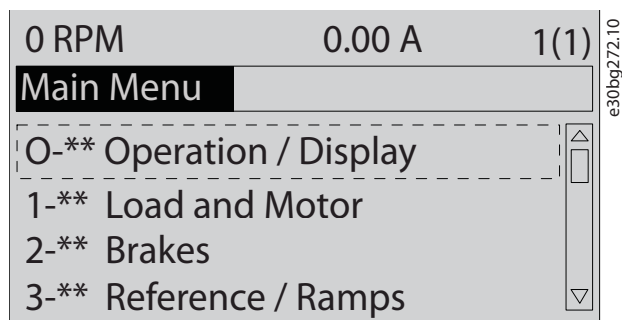 0 RPM 0.00 A 1(1)
Main Menu
O-** Operation / Display
1-** Load and Motor
2-** Brakes
3-** Reference / Ramps
e30bg272.10